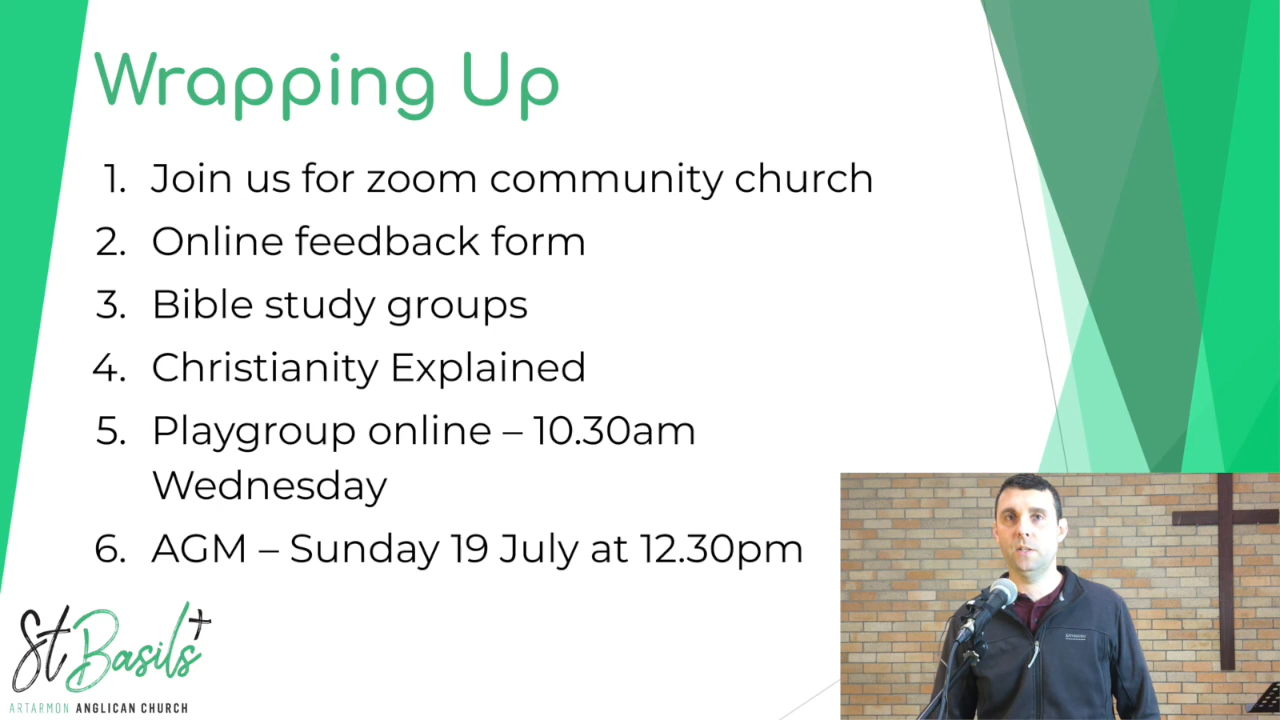 Wrapping Up
1. Join us for zoom community church
2. Online feedback form
3. Bible study groups
4. Christianity Explained
5. Playgroup online – 10.30am
Wednesday
6. AGM – Sunday 19 July at 12.30pm
St Basils
ARTARMON ANGLICAN CHURCH